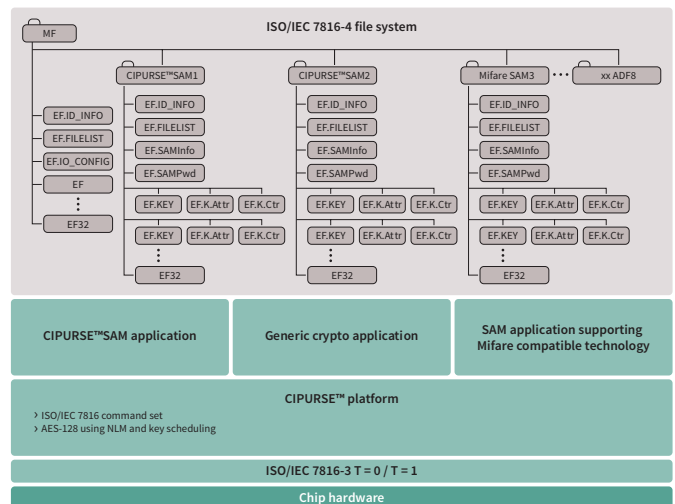 ISO/IEC 7816-4 file system
MF
EF.ID_INFO
EF.FILELIST
EF.IO_CONFIG
EF
EF32
CIPURSE™SAM1
EF.ID_INFO
EF.FILELIST
EF.SAMInfo
EF.SAMPwd
EF.KEY EF.K.Attr EF.K.Ctr
EF.KEY EF.K.Attr EF.K.Ctr
EF32
CIPURSE™SAM2
EF.ID_INFO
EF.FILELIST
EF.SAMInfo
EF.SAMPwd
EF.KEY EF.K.Attr EF.K.Ctr
EF.KEY EF.K.Attr EF.K.Ctr
EF32
Mifare SAM3
EF.ID_INFO
EF.FILELIST
EF.SAMInfo
EF.SAMPwd
EF.KEY EF.K.Attr EF.K.Ctr
EF.KEY EF.K.Attr EF.K.Ctr
EF32
xx ADF8
CIPURSE™SAM application
Generic crypto application
SAM application supporting
Mifare compatible technology
CIPURSE™ platform
› ISO/IEC 7816 command set
› AES-128 using NLM and key scheduling
ISO/IEC 7816-3 T = 0 / T = 1
Chip hardware